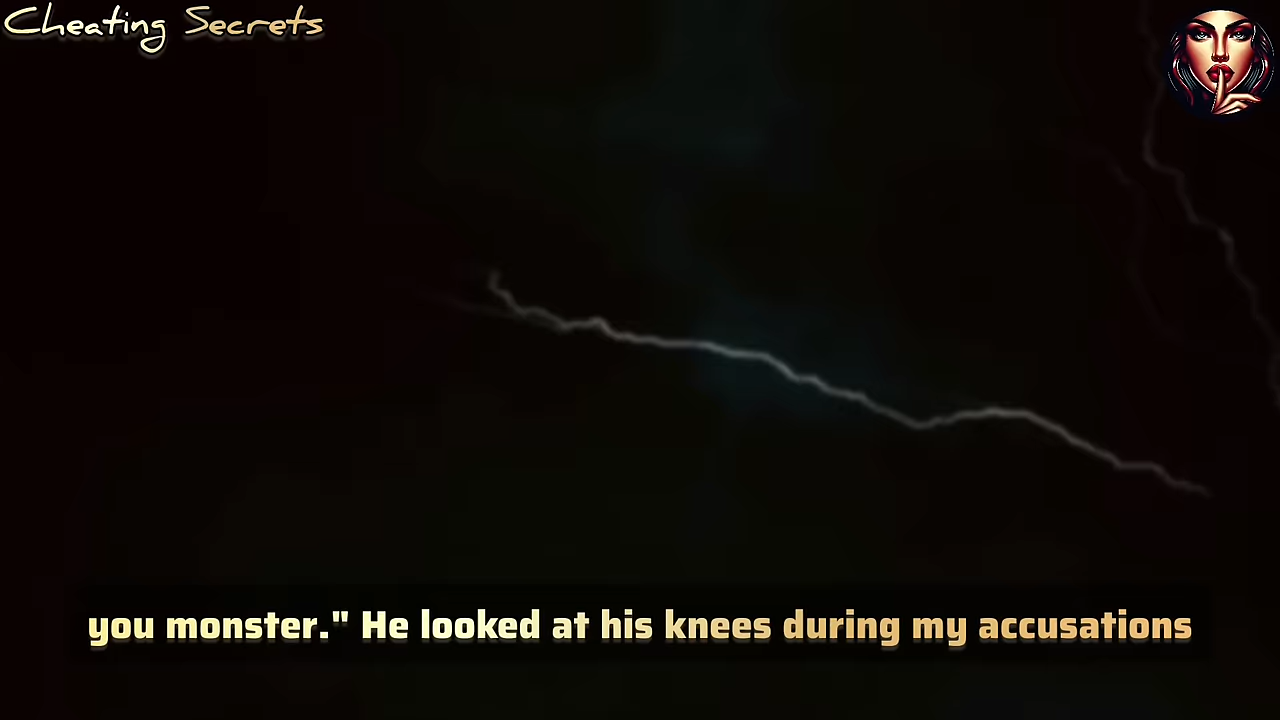 Cheating Secrets
you monster." He looked at his knees during my accusations